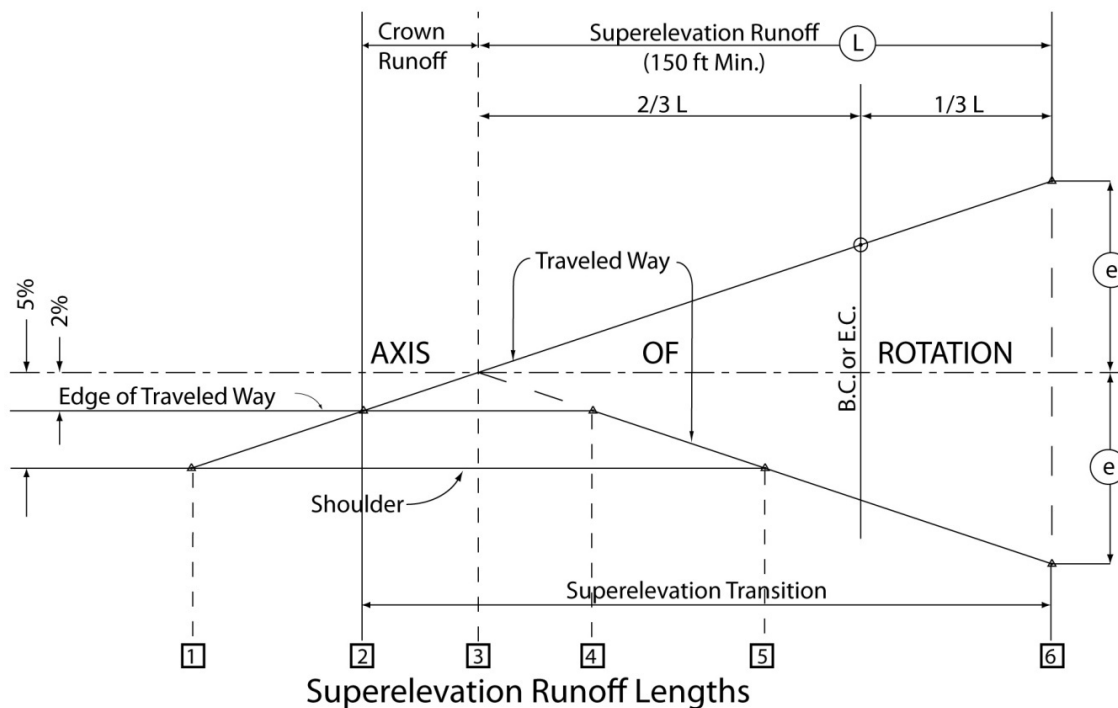 Crown
Runoff
Superelevation Runoff
(150 ft Min.)
L
2/3 L
1/3 L
Traveled Way
5%
2%
e
AXIS OF ROTATION
B.C. or E.C.
Edge of Traveled Way
Shoulder
e
Superelevation Transition
1 2 3 4 5 6
Superelevation Runoff Lengths